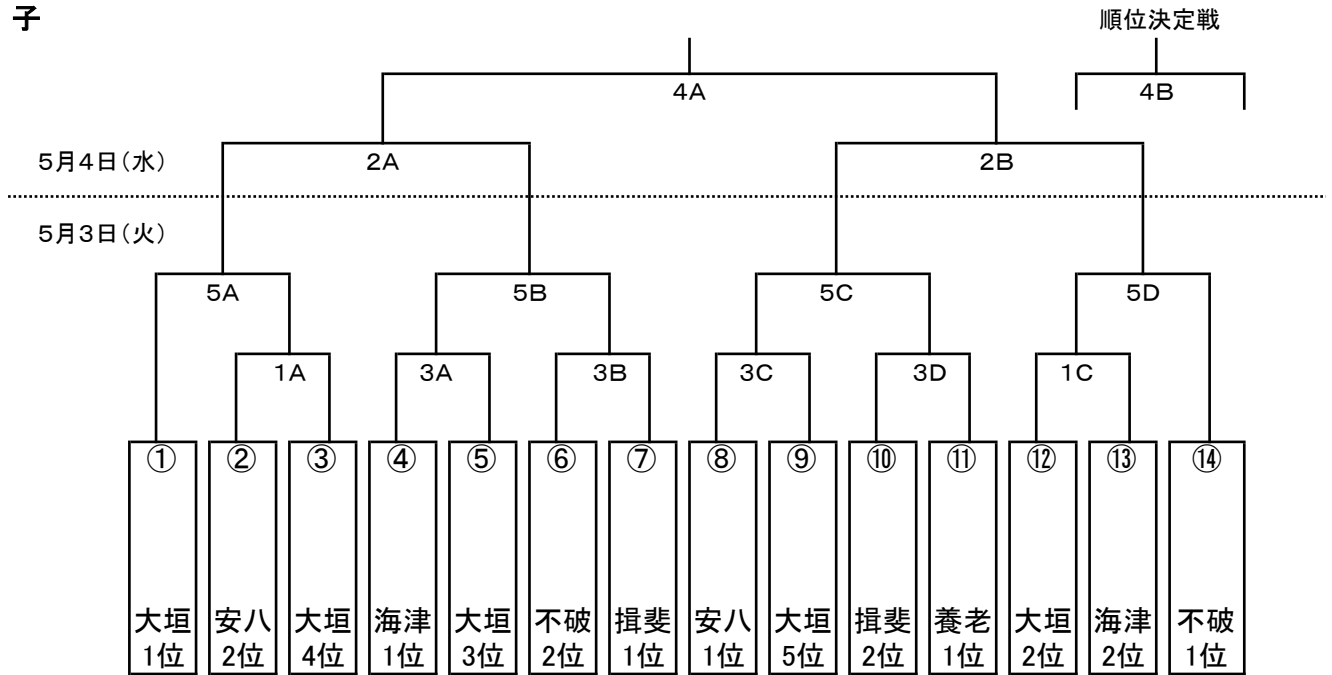 子
順位決定戦
4A
4B
5月4日(水)
2A
2B
5月3日(火)
5A
5B
5C
5D
1A
3A
3B
3C
3D
1C
① ② ③ ④ ⑤ ⑥ ⑦ ⑧ ⑨ ⑩ ⑪ ⑫ ⑬ ⑭
大垣 安八 大垣 海津 大垣 不破 揖斐 安八 大垣 揖斐 養老 大垣 海津 不破
1位 2位 4位 1位 3位 2位 1位 1位 5位 2位 1位 2位 2位 1位